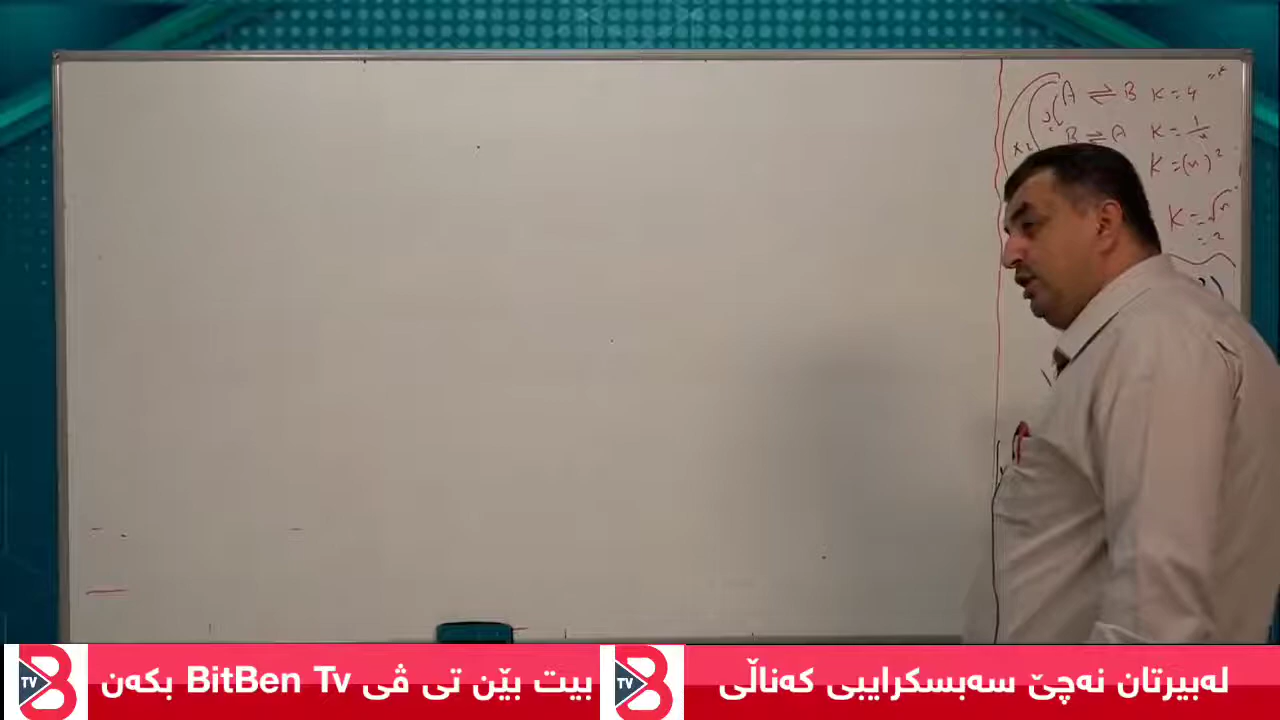 A ⇌ B K = 4
B ⇌ A K = 1/4
×2 K = (4)²
K = √4
= 2
لەبیرتان نەچێ سەبسکرایبی کەناڵی
TV
بیت بێن تی ڤی BitBen Tv بکەن
TV